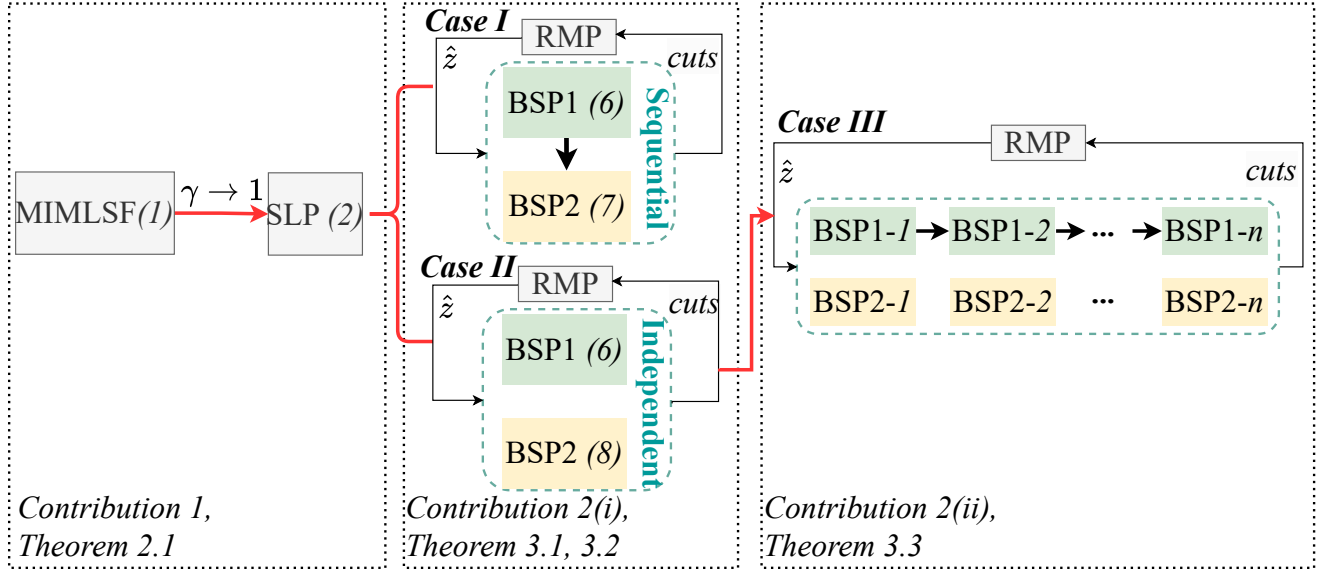 MIMLSF(1)
γ → 1
SLP (2)
Contribution 1,
Theorem 2.1
Case I
RMP
ẑ
cuts
BSP1 (6)
BSP2 (7)
Sequential
Case II
RMP
ẑ
cuts
BSP1 (6)
BSP2 (8)
Independent
Contribution 2(i),
Theorem 3.1, 3.2
Case III
RMP
ẑ
cuts
BSP1-1 BSP1-2 ... BSP1-n
BSP2-1 BSP2-2 ... BSP2-n
Contribution 2(ii),
Theorem 3.3